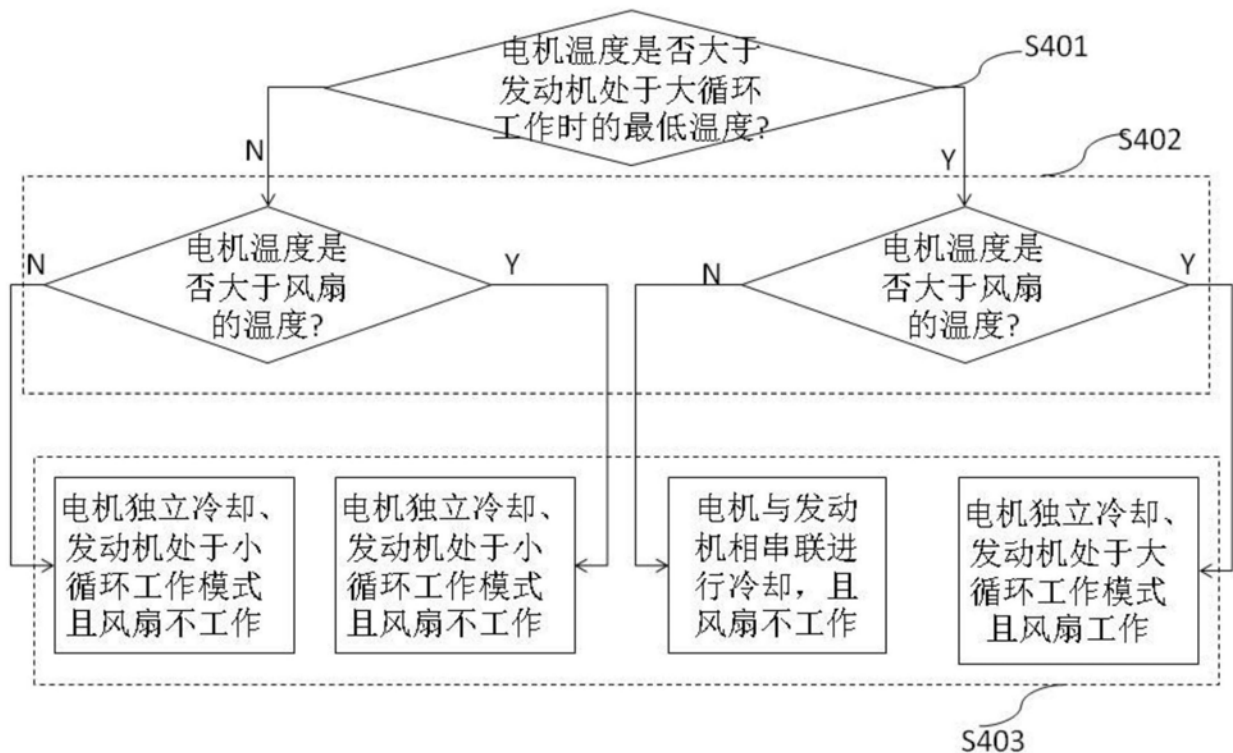 电机温度是否大于
发动机处于大循环
工作时的最低温度?
S401
N
Y
S402
电机温度是
否大于风扇
的温度?
N
Y
电机温度是
否大于风扇
的温度?
N
Y
电机独立冷却、
发动机处于小
循环工作模式
且风扇不工作
电机独立冷却、
发动机处于小
循环工作模式
且风扇不工作
电机与发动
机相串联进
行冷却，且
风扇不工作
电机独立冷却、
发动机处于大
循环工作模式
且风扇工作
S403